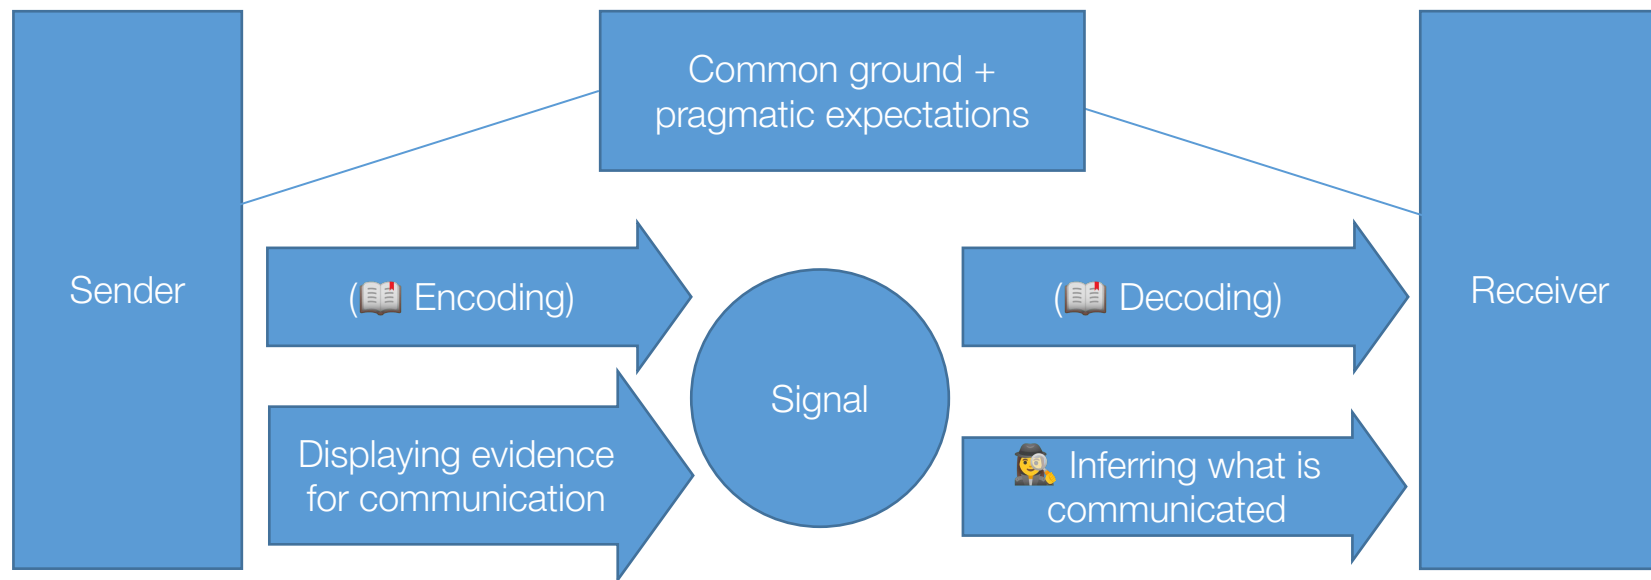 Common ground +
pragmatic expectations
Sender
(📖 Encoding)
Displaying evidence
for communication
Signal
(📖 Decoding)
🕵️‍♀️ Inferring what is
communicated
Receiver